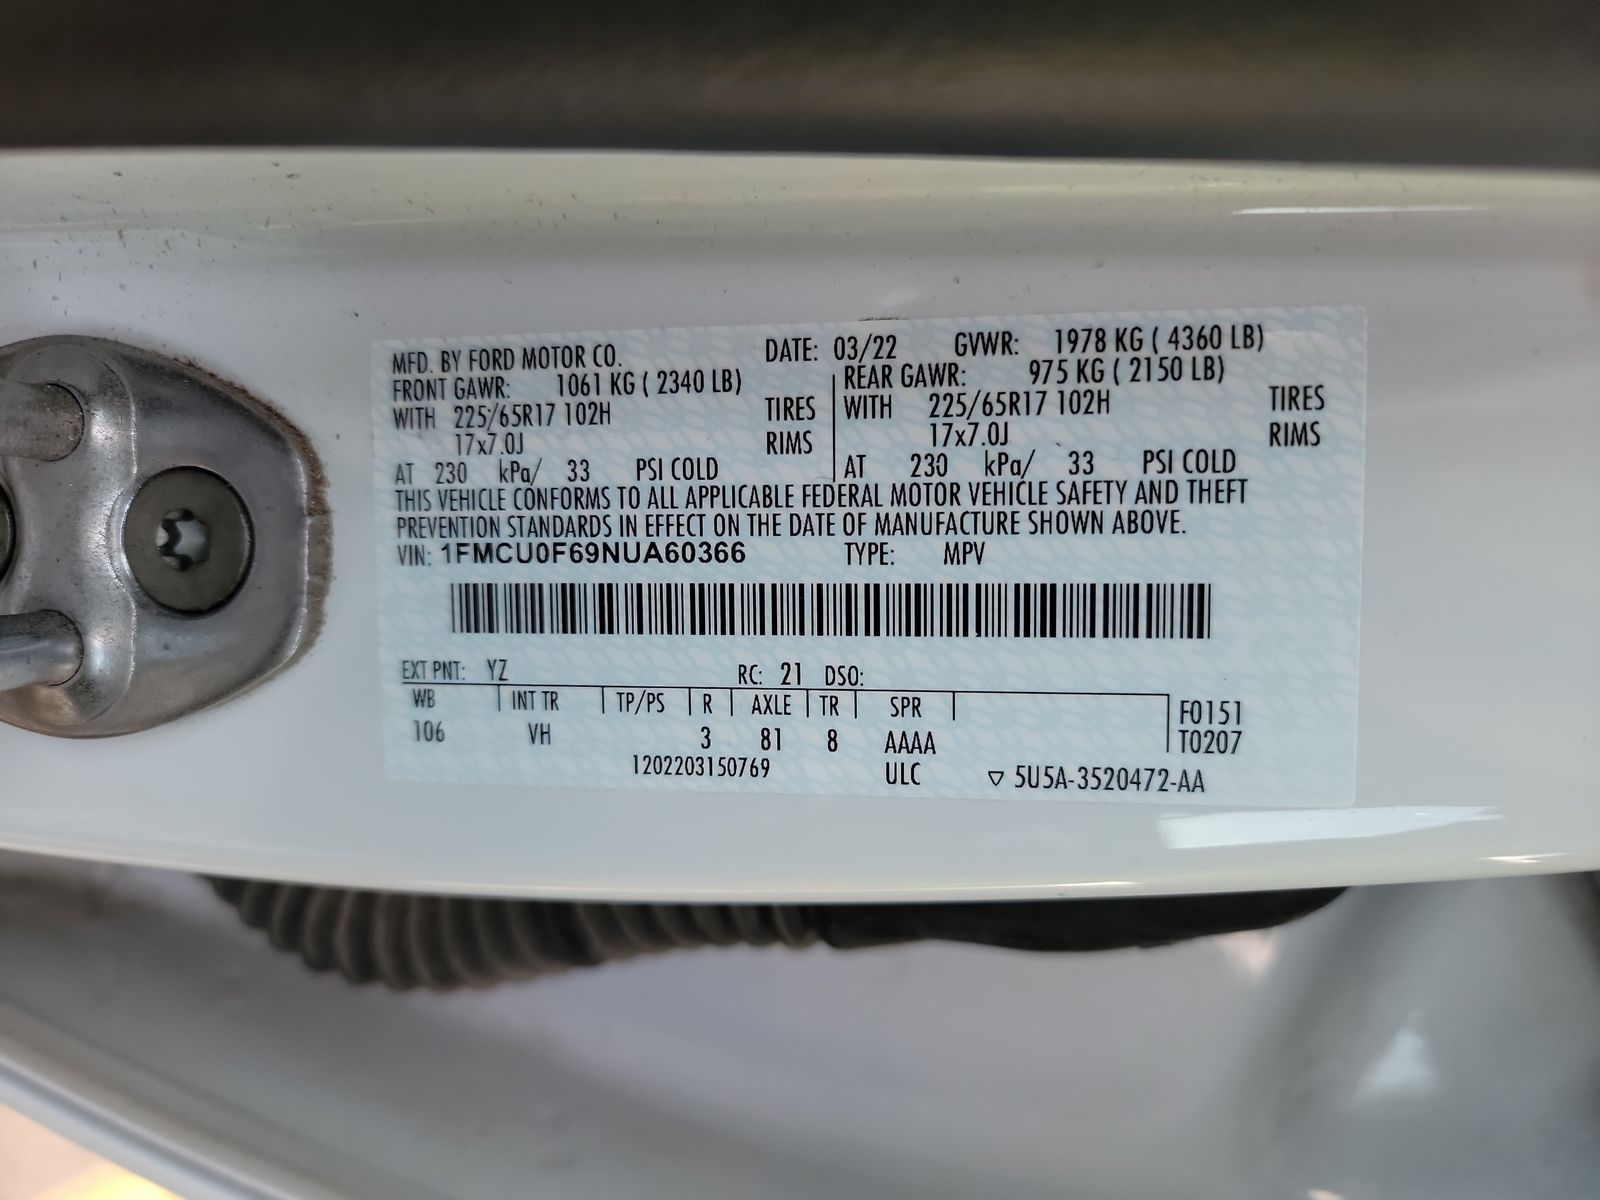 MFD. BY FORD MOTOR CO. DATE: 03/22 GVWR: 1978 KG ( 4360 LB)
FRONT GAWR: 1061 KG ( 2340 LB) REAR GAWR: 975 KG ( 2150 LB)
WITH 225/65R17 102H TIRES WITH 225/65R17 102H TIRES
17x7.0J RIMS 17x7.0J RIMS
AT 230 kPa/ 33 PSI COLD AT 230 kPa/ 33 PSI COLD
THIS VEHICLE CONFORMS TO ALL APPLICABLE FEDERAL MOTOR VEHICLE SAFETY AND THEFT
PREVENTION STANDARDS IN EFFECT ON THE DATE OF MANUFACTURE SHOWN ABOVE.
VIN: 1FMCU0F69NUA60366 TYPE: MPV
EXT PNT: YZ RC: 21 DSO:
WB INT TR TP/PS R AXLE TR SPR F0151
106 VH 3 81 8 AAAA T0207
1202203150769 ULC ▽ 5U5A-3520472-AA